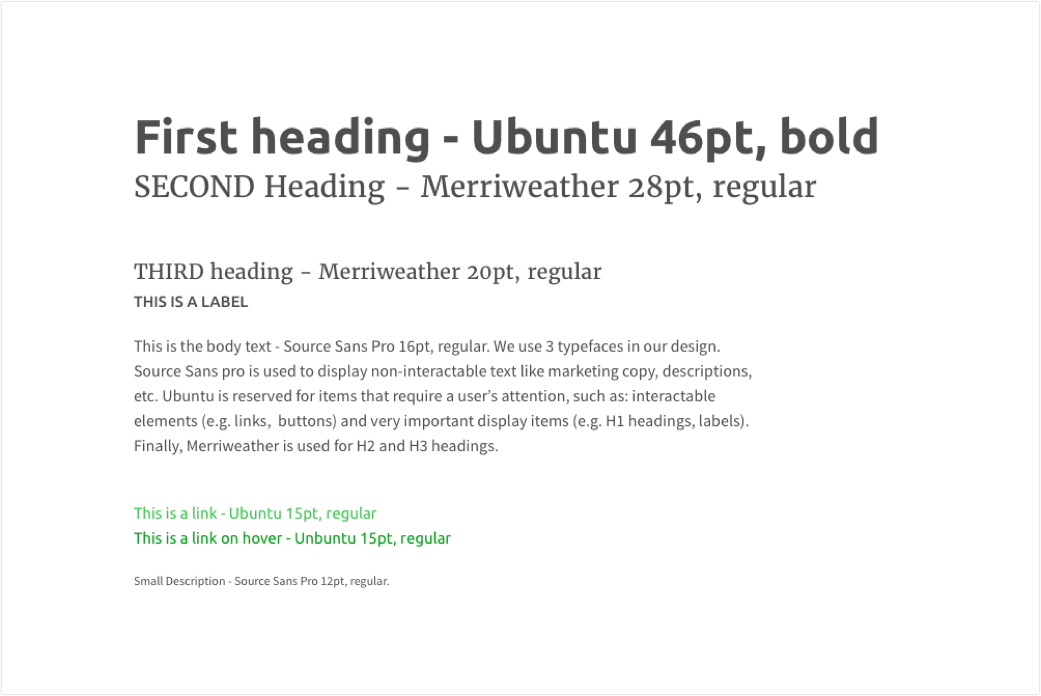 First heading - Ubuntu 46pt, bold
SECOND Heading - Merriweather 28pt, regular
THIRD heading - Merriweather 20pt, regular
THIS IS A LABEL
This is the body text - Source Sans Pro 16pt, regular. We use 3 typefaces in our design.
Source Sans pro is used to display non-interactable text like marketing copy, descriptions,
etc. Ubuntu is reserved for items that require a user’s attention, such as: interactable
elements (e.g. links,  buttons) and very important display items (e.g. H1 headings, labels).
Finally, Merriweather is used for H2 and H3 headings.
This is a link - Ubuntu 15pt, regular
This is a link on hover - Unbuntu 15pt, regular
Small Description - Source Sans Pro 12pt, regular.